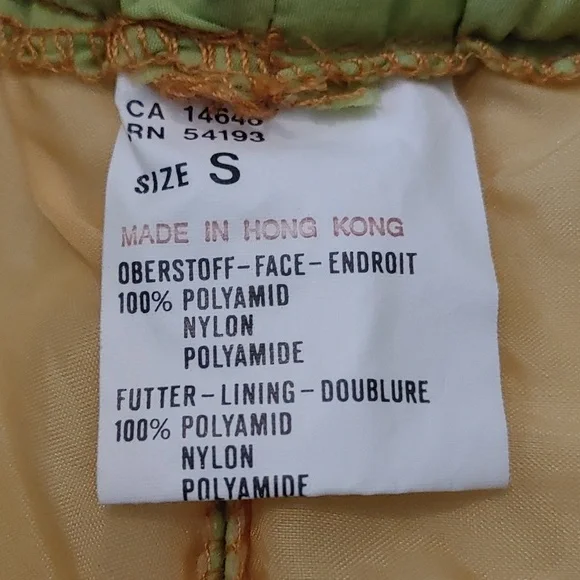 CA 14648
RN 54193
SIZE S
MADE IN HONG KONG
OBERSTOFF-FACE-ENDROIT
100% POLYAMID
NYLON
POLYAMIDE
FUTTER-LINING-DOUBLURE
100% POLYAMID
NYLON
POLYAMIDE